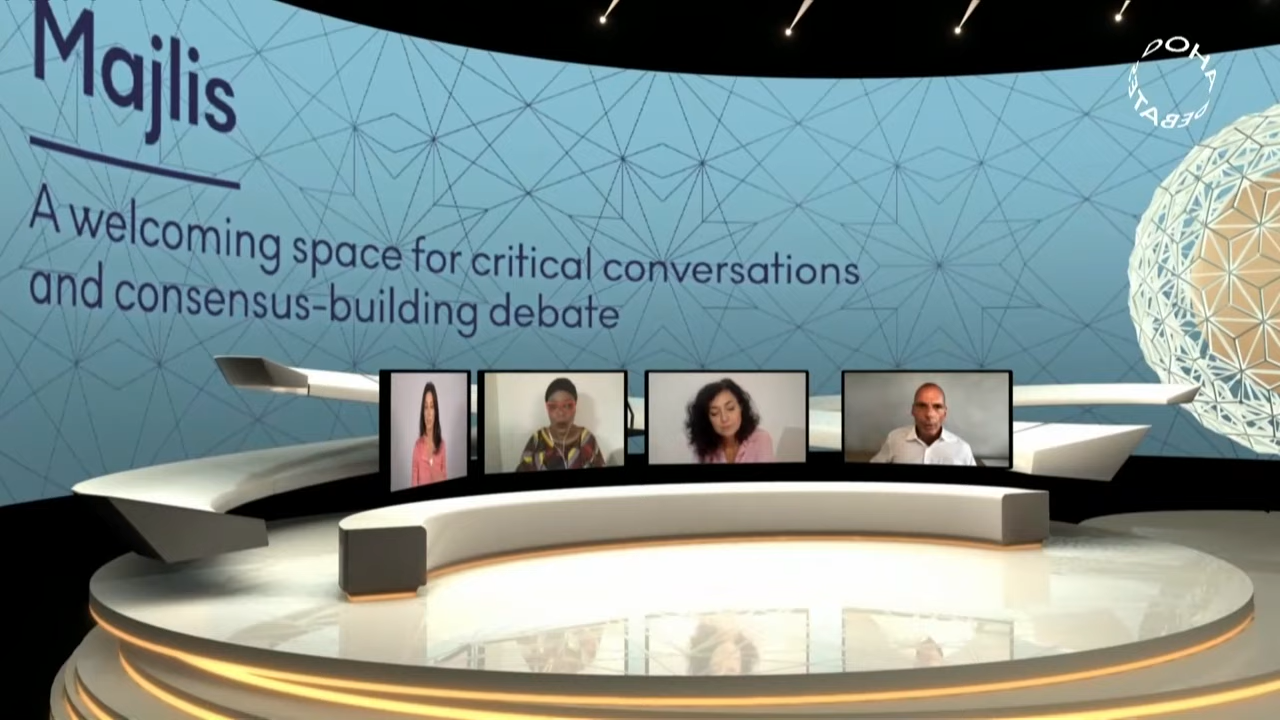 Majlis
A welcoming space for critical conversations
and consensus-building debate
DOHA DEBATES